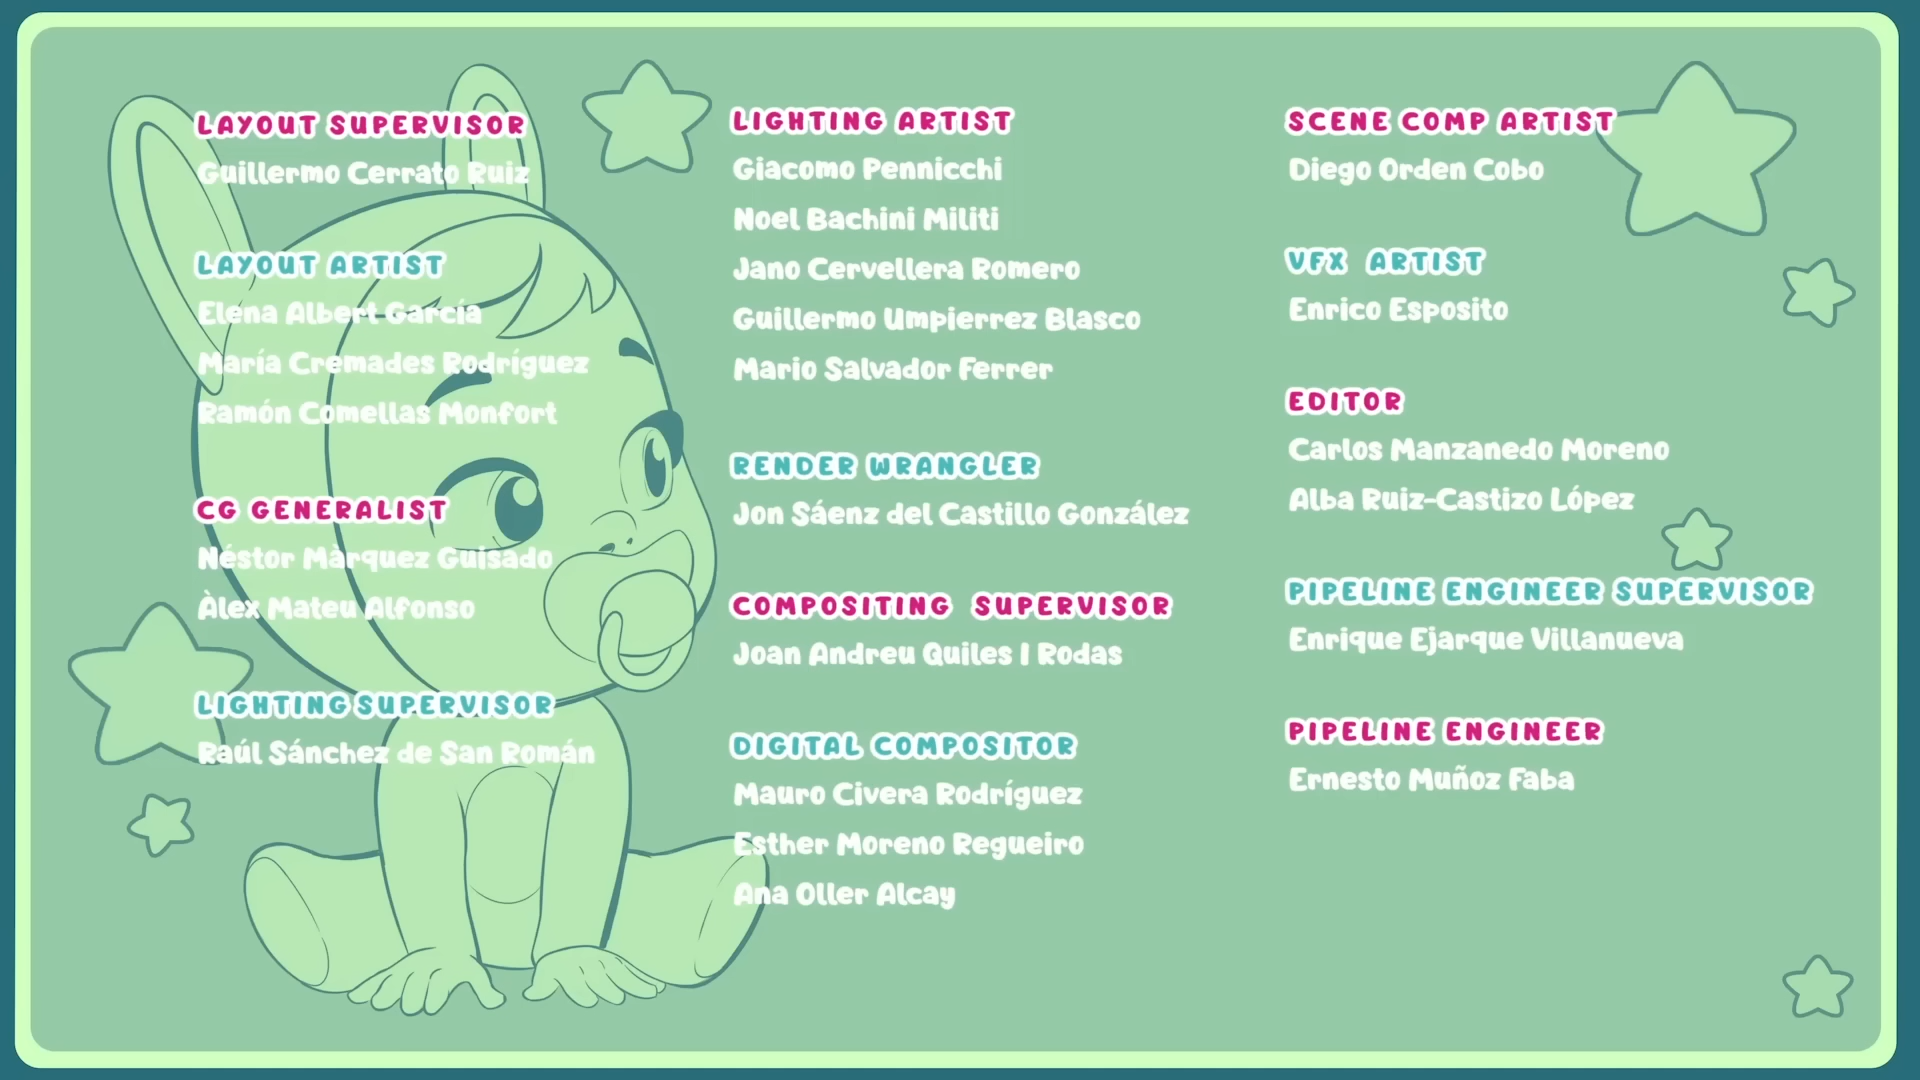 LAYOUT SUPERVISOR
Guillermo Cerrato Ruiz
LAYOUT ARTIST
Elena Albert García
María Cremades Rodríguez
Ramón Comellas Monfort
CG GENERALIST
Néstor Màrquez Guisado
Àlex Mateu Alfonso
LIGHTING SUPERVISOR
Raúl Sánchez de San Román
LIGHTING ARTIST
Giacomo Pennicchi
Noel Bachini Militi
Jano Cervellera Romero
Guillermo Umpierrez Blasco
Mario Salvador Ferrer
RENDER WRANGLER
Jon Sáenz del Castillo González
COMPOSITING SUPERVISOR
Joan Andreu Quiles I Rodas
DIGITAL COMPOSITOR
Mauro Civera Rodríguez
Esther Moreno Regueiro
Ana Oller Alcay
SCENE COMP ARTIST
Diego Orden Cobo
VFX ARTIST
Enrico Esposito
EDITOR
Carlos Manzanedo Moreno
Alba Ruiz-Castizo López
PIPELINE ENGINEER SUPERVISOR
Enrique Ejarque Villanueva
PIPELINE ENGINEER
Ernesto Muñoz Faba